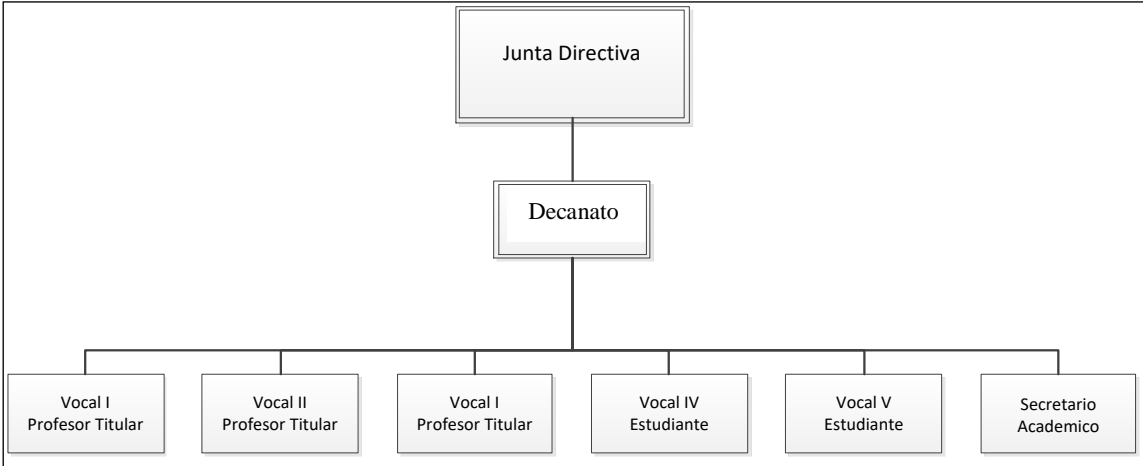 Junta Directiva
Decanato
Vocal I
Profesor Titular
Vocal II
Profesor Titular
Vocal I
Profesor Titular
Vocal IV
Estudiante
Vocal V
Estudiante
Secretario
Academico